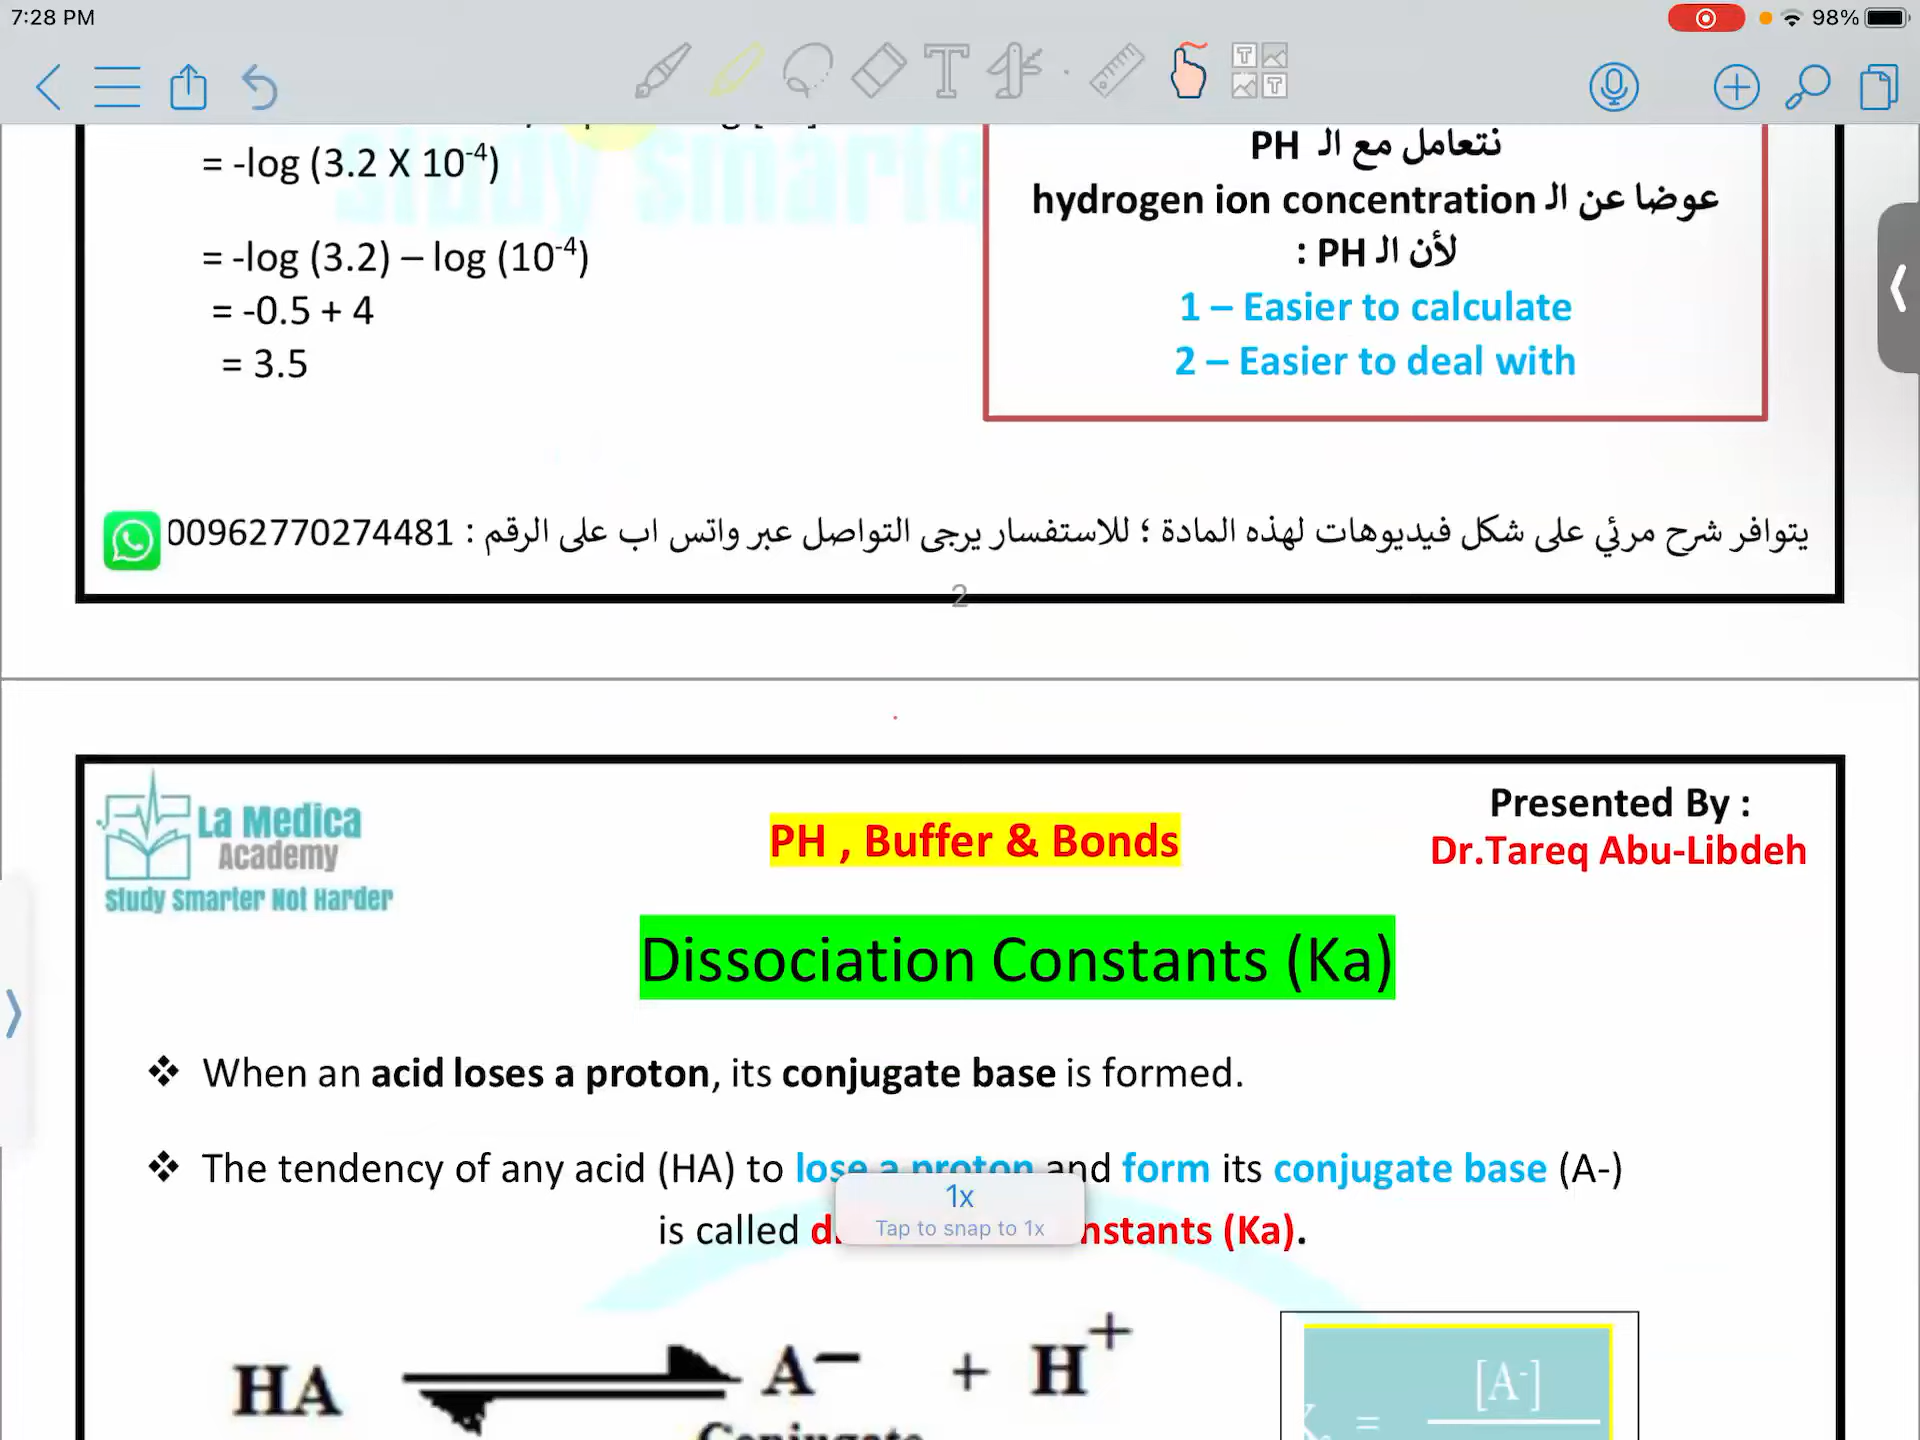 7:28 PM
98%
= -log (3.2 X 10⁻⁴)
= -log (3.2) – log (10⁻⁴)
= -0.5 + 4
= 3.5
نتعامل مع الـ PH
عوضا عن الـ hydrogen ion concentration
لأن الـ PH :
1 – Easier to calculate
2 – Easier to deal with
يتوافر شرح مرئي على شكل فيديوهات لهذه المادة ؛ للاستفسار يرجى التواصل عبر واتس اب على الرقم : 00962770274481
2
La Medica
Academy
Study Smarter Not Harder
PH , Buffer & Bonds
Presented By :
Dr.Tareq Abu-Libdeh
Dissociation Constants (Ka)
❖ When an acid loses a proton, its conjugate base is formed.
❖ The tendency of any acid (HA) to lose a proton and form its conjugate base (A-)
is called (Ka).
1x
Tap to snap to 1x
HA A⁻ + H⁺
[A⁻]
=